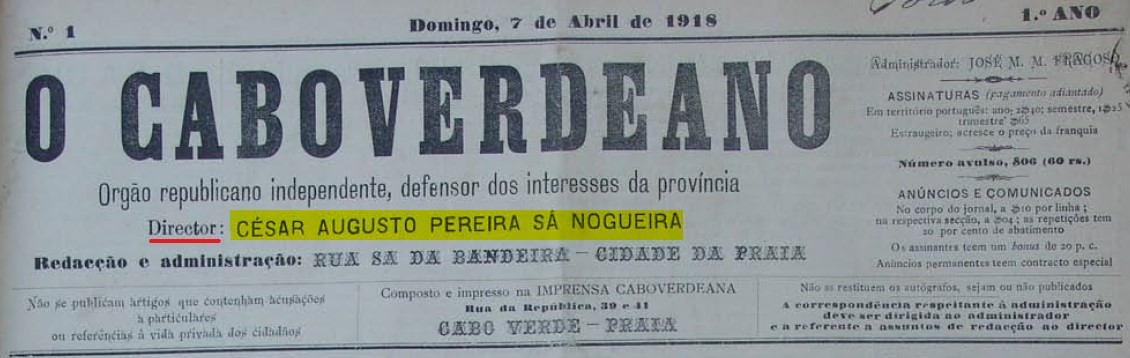 N.º 1
Domingo, 7 de Abril de 1918
1.º ANO
O CABOVERDEANO
Orgão republicano independente, defensor dos interesses da província
Director: CÉSAR AUGUSTO PEREIRA SÁ NOGUEIRA
Redacção e administração: RUA SA DA BANDEIRA — CIDADE DA PRAIA
Administrador: JOSÉ M. M. FRAGOSO
ASSINATURAS (pagamento adiantado)
Em território português: ano, 2$40; semestre, 1$25
trimestre $65
Estraugeiro; acresce o preço da franquia
Número avulso, $06 (60 rs.)
ANÚNCIOS E COMUNICADOS
No corpo do jornal, a $10 por linha;
na respectiva secção, a $04; as repetições tem
20 por cento de abatimento
Os assinantes teem um bonus de 20 p. c.
Anúncios permanentes teem contracto especial
Não se publicam artigos que contenham acusações
a particulares
ou referências à vida privada dos cidadãos
Composto e impresso na IMPRENSA CABOVERDEANA
Rua da República, 39 e 41
CABO VERDE — PRAIA
Não se restituem os autógrafos, sejam ou não publicados
A correspondência respeitante à administração
deve ser dirigida ao administrador
e a referente a assuntos de redacção ao director